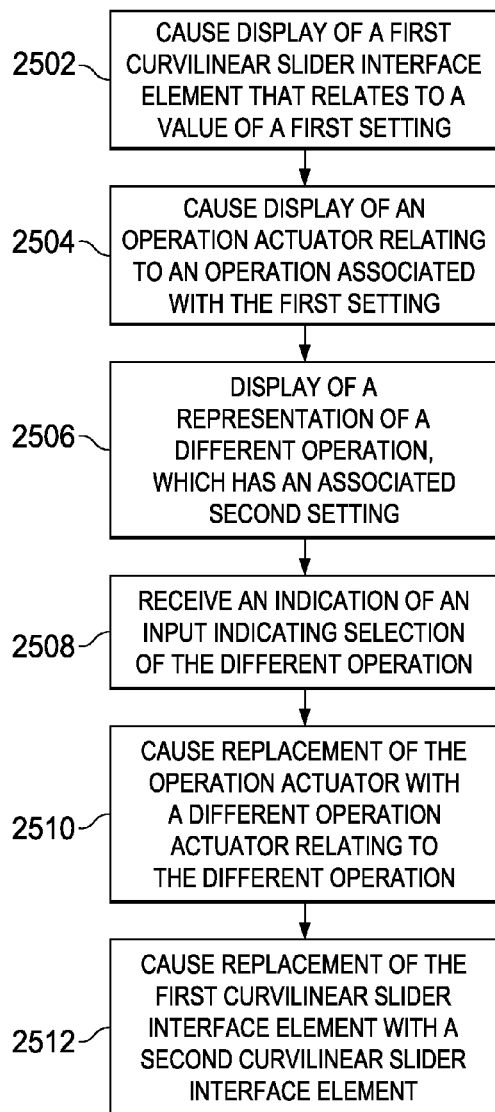 2502
CAUSE DISPLAY OF A FIRST
CURVILINEAR SLIDER INTERFACE
ELEMENT THAT RELATES TO A
VALUE OF A FIRST SETTING
2504
CAUSE DISPLAY OF AN
OPERATION ACTUATOR RELATING
TO AN OPERATION ASSOCIATED
WITH THE FIRST SETTING
2506
DISPLAY OF A
REPRESENTATION OF A
DIFFERENT OPERATION,
WHICH HAS AN ASSOCIATED
SECOND SETTING
2508
RECEIVE AN INDICATION OF AN
INPUT INDICATING SELECTION
OF THE DIFFERENT OPERATION
2510
CAUSE REPLACEMENT OF THE
OPERATION ACTUATOR WITH
A DIFFERENT OPERATION
ACTUATOR RELATING TO
THE DIFFERENT OPERATION
2512
CAUSE REPLACEMENT OF THE
FIRST CURVILINEAR SLIDER
INTERFACE ELEMENT WITH A
SECOND CURVILINEAR SLIDER
INTERFACE ELEMENT